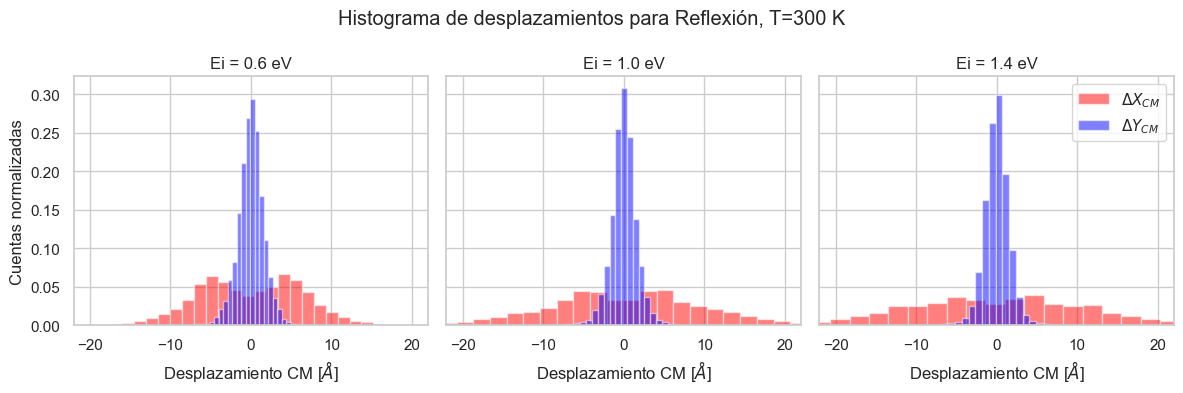 Histograma de desplazamientos para Reflexión, T=300 K
Ei = 0.6 eV
Ei = 1.0 eV
Ei = 1.4 eV
Cuentas normalizadas
0.30
0.25
0.20
0.15
0.10
0.05
0.00
ΔX_CM
ΔY_CM
−20 −10 0 10 20
−20 −10 0 10 20
−20 −10 0 10 20
Desplazamiento CM [Å]
Desplazamiento CM [Å]
Desplazamiento CM [Å]